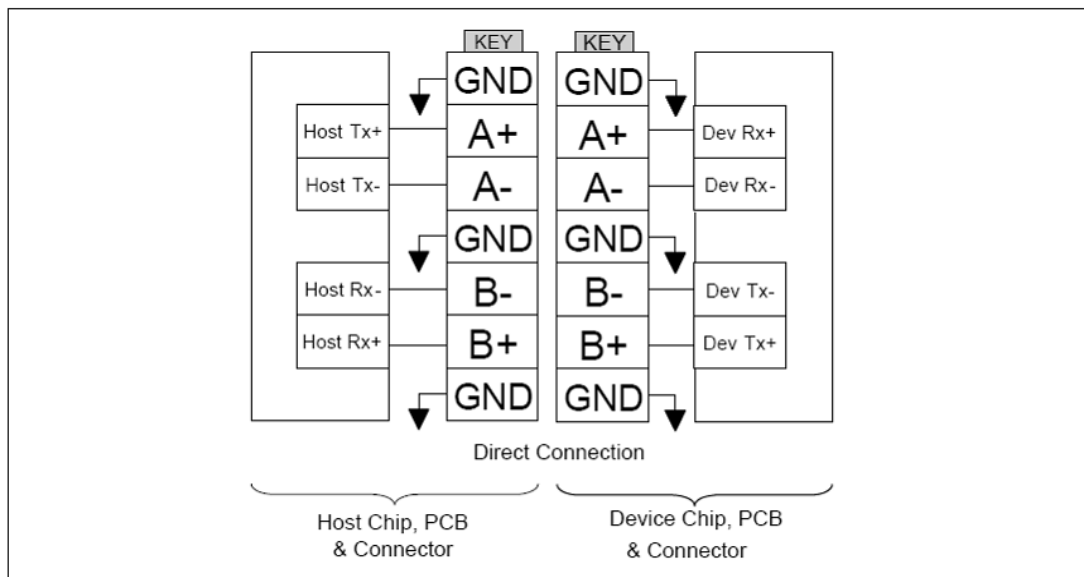 KEY KEY
GND GND
Host Tx+ A+ A+ Dev Rx+
Host Tx- A- A- Dev Rx-
GND GND
Host Rx- B- B- Dev Tx-
Host Rx+ B+ B+ Dev Tx+
GND GND
Direct Connection
Host Chip, PCB
& Connector
Device Chip, PCB
& Connector